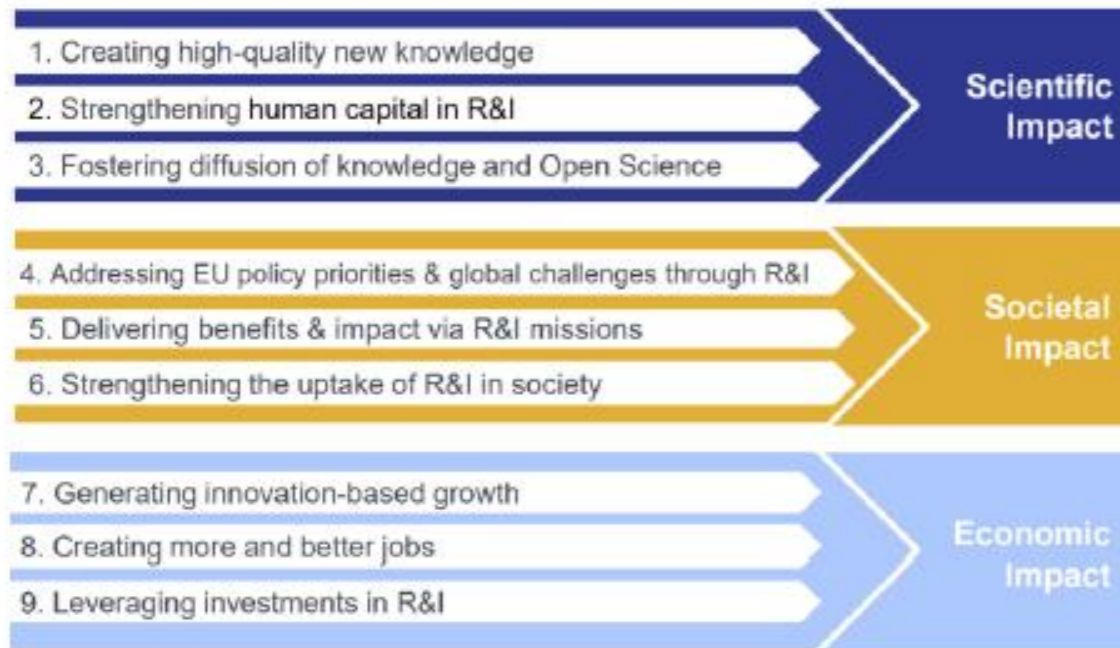 1. Creating high-quality new knowledge
2. Strengthening human capital in R&I
3. Fostering diffusion of knowledge and Open Science
Scientific
Impact
4. Addressing EU policy priorities & global challenges through R&I
5. Delivering benefits & impact via R&I missions
6. Strengthening the uptake of R&I in society
Societal
Impact
7. Generating innovation-based growth
8. Creating more and better jobs
9. Leveraging investments in R&I
Economic
Impact